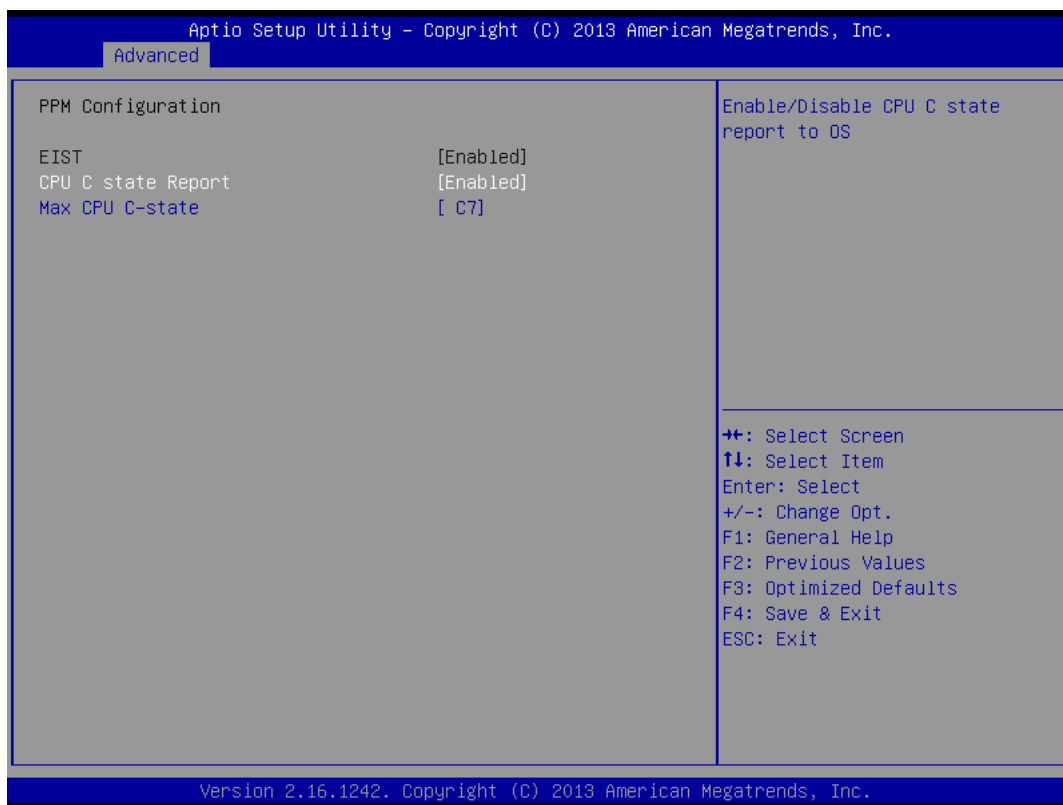 Aptio Setup Utility – Copyright (C) 2013 American Megatrends, Inc.
Advanced
PPM Configuration
EIST [Enabled]
CPU C state Report [Enabled]
Max CPU C-state [ C7]
Enable/Disable CPU C state
report to OS
→←: Select Screen
↑↓: Select Item
Enter: Select
+/-: Change Opt.
F1: General Help
F2: Previous Values
F3: Optimized Defaults
F4: Save & Exit
ESC: Exit
Version 2.16.1242. Copyright (C) 2013 American Megatrends, Inc.